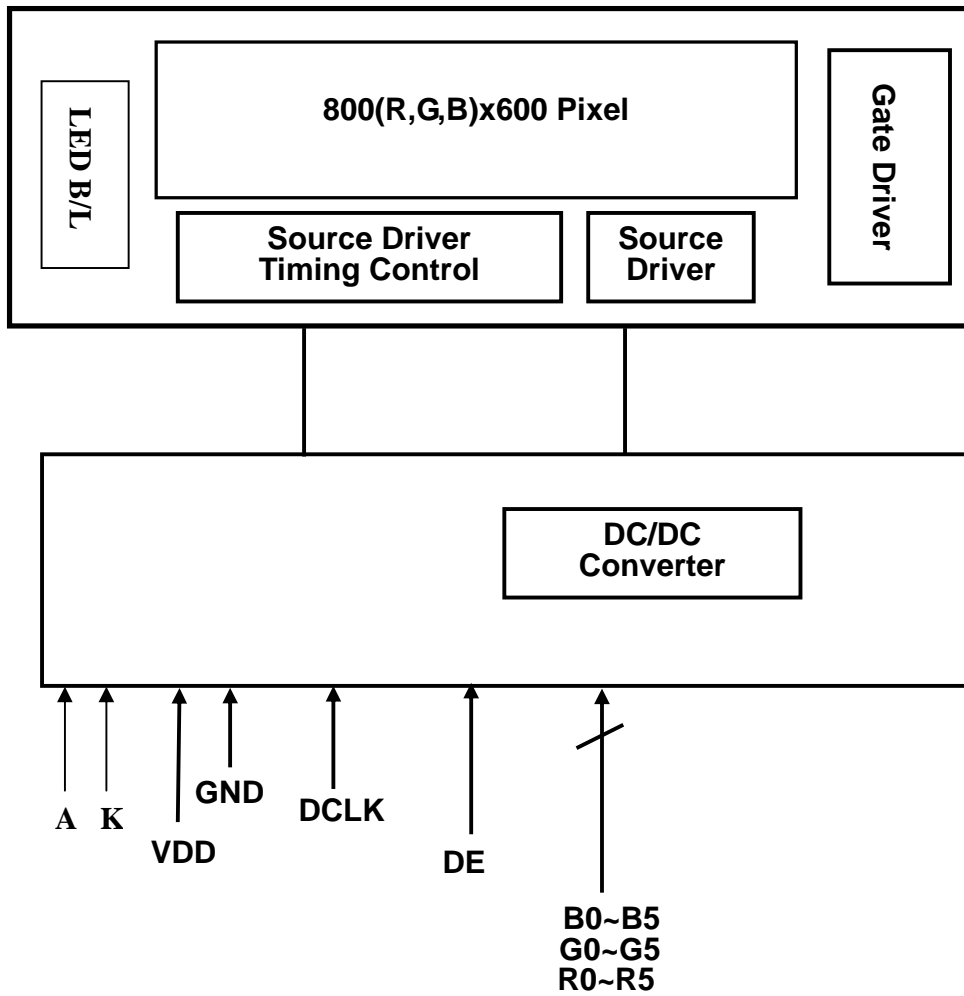 LED B/L
800(R,G,B)x600 Pixel
Gate Driver
Source Driver
Timing Control
Source
Driver
DC/DC
Converter
A
K
VDD
GND
DCLK
DE
B0~B5
G0~G5
R0~R5